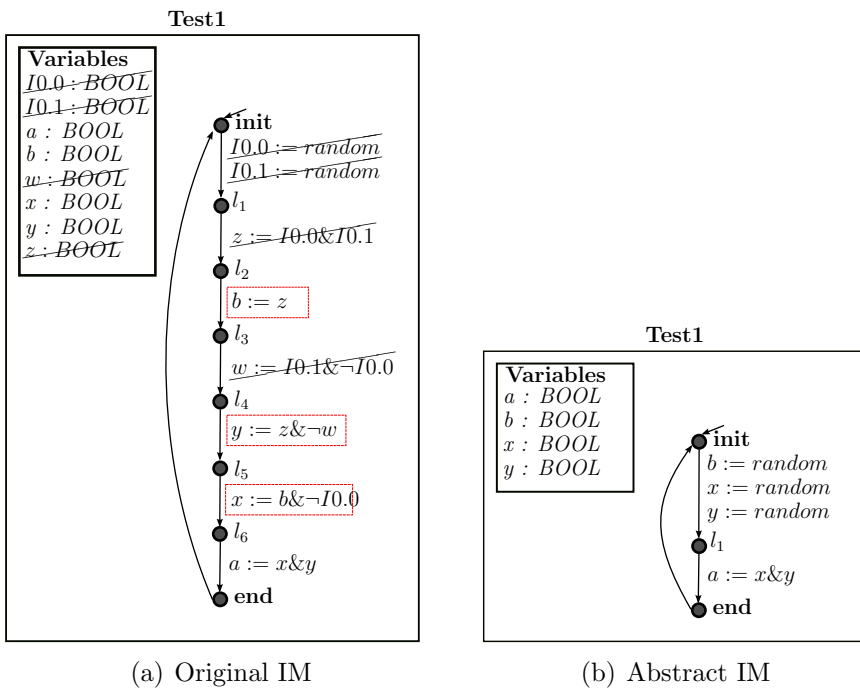 Test1
Variables
I0.0 : BOOL
I0.1 : BOOL
a : BOOL
b : BOOL
w : BOOL
x : BOOL
y : BOOL
z : BOOL
init
I0.0 := random
I0.1 := random
l1
z := I0.0&I0.1
l2
b := z
l3
w := I0.1&¬I0.0
l4
y := z&¬w
l5
x := b&¬I0.0
l6
a := x&y
end
(a) Original IM
Test1
Variables
a : BOOL
b : BOOL
x : BOOL
y : BOOL
init
b := random
x := random
y := random
l1
a := x&y
end
(b) Abstract IM